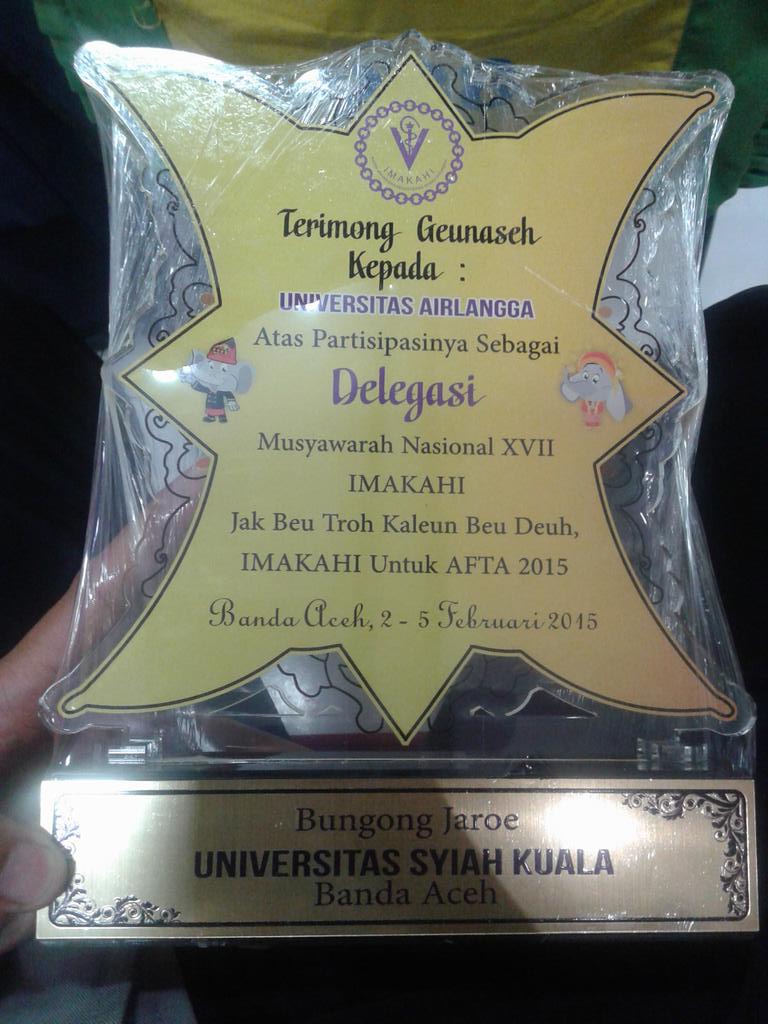 IMAKAHI
Terimong Geunaseh
Kepada :
UNIVERSITAS AIRLANGGA
Atas Partisipasinya Sebagai
Delegasi
Musyawarah Nasional XVII
IMAKAHI
Jak Beu Troh Kaleun Beu Deuh,
IMAKAHI Untuk AFTA 2015
Banda Aceh, 2 - 5 Februari 2015
Bungong Jaroe
UNIVERSITAS SYIAH KUALA
Banda Aceh